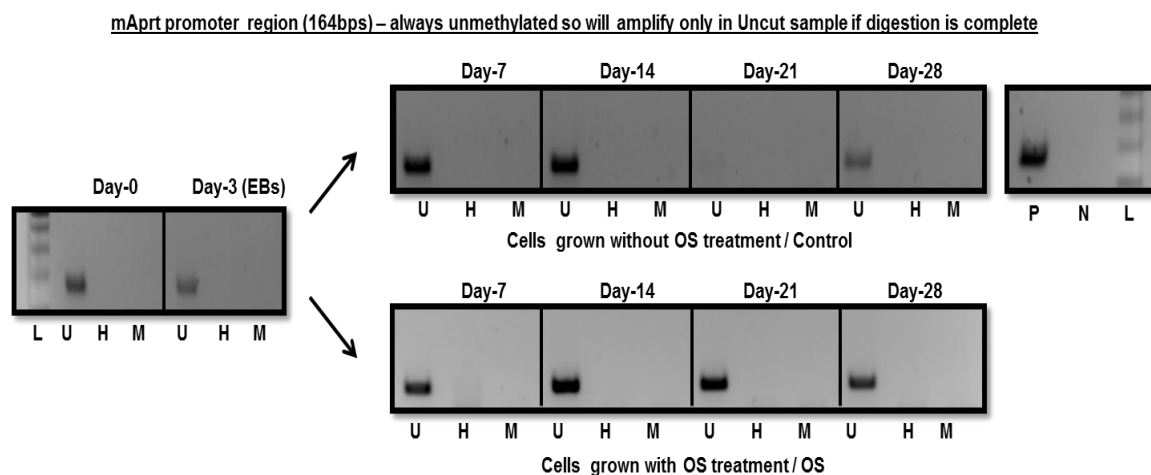 mAprt promoter region (164bps) – always unmethylated so will amplify only in Uncut sample if digestion is complete
Day-7 Day-14 Day-21 Day-28
U H M U H M U H M U H M P N L
Cells grown without OS treatment / Control
Day-0 Day-3 (EBs)
L U H M U H M
Day-7 Day-14 Day-21 Day-28
U H M U H M U H M U H M
Cells grown with OS treatment / OS